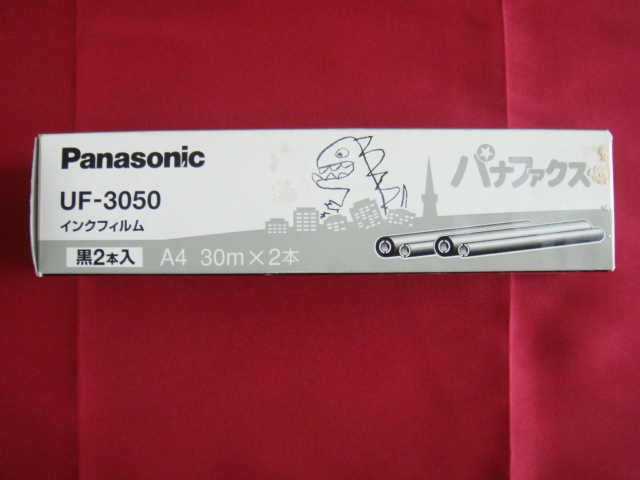 Panasonic
パナファクス
UF-3050
インクフィルム
黒2本入 A4 30m×2本